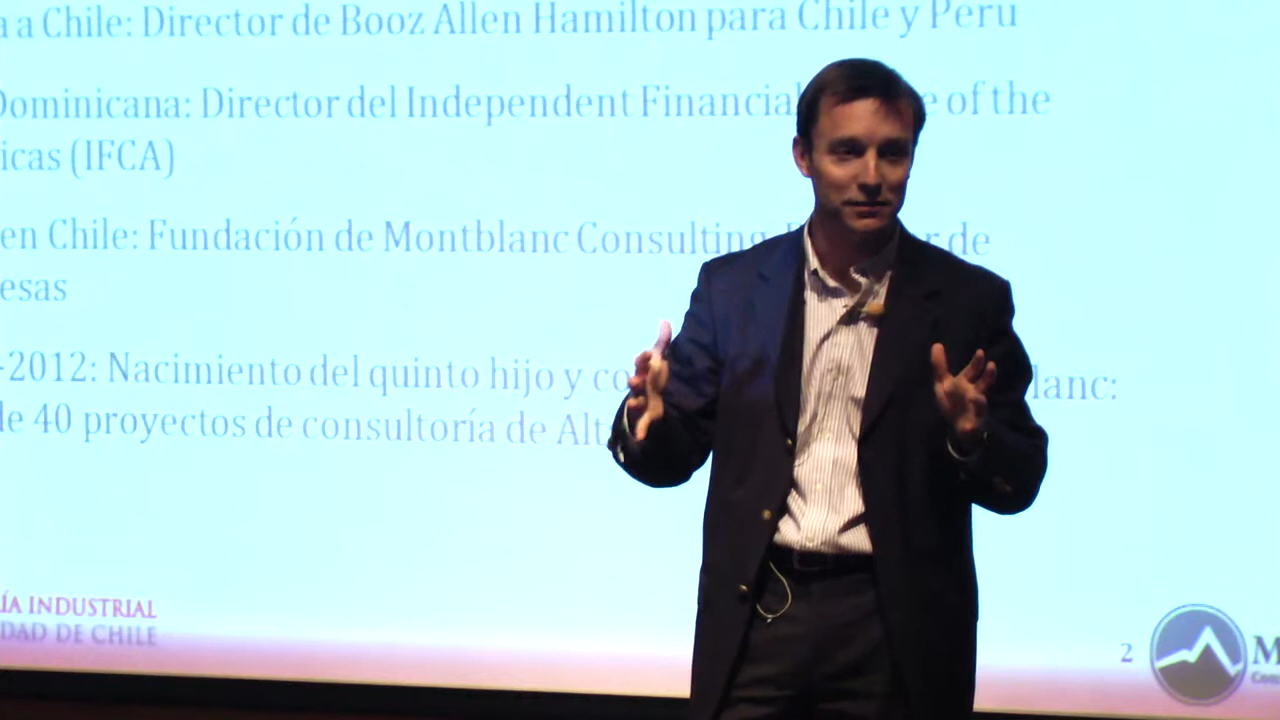 a a Chile: Director de Booz Allen Hamilton para Chile y Peru
Dominicana: Director del Independent Financial e of the
icas (IFCA)
en Chile: Fundación de Montblanc Consulting. r de
esas
-2012: Nacimiento del quinto hijo y co lanc:
de 40 proyectos de consultoría de Alt
ÍA INDUSTRIAL
DAD DE CHILE
2
M